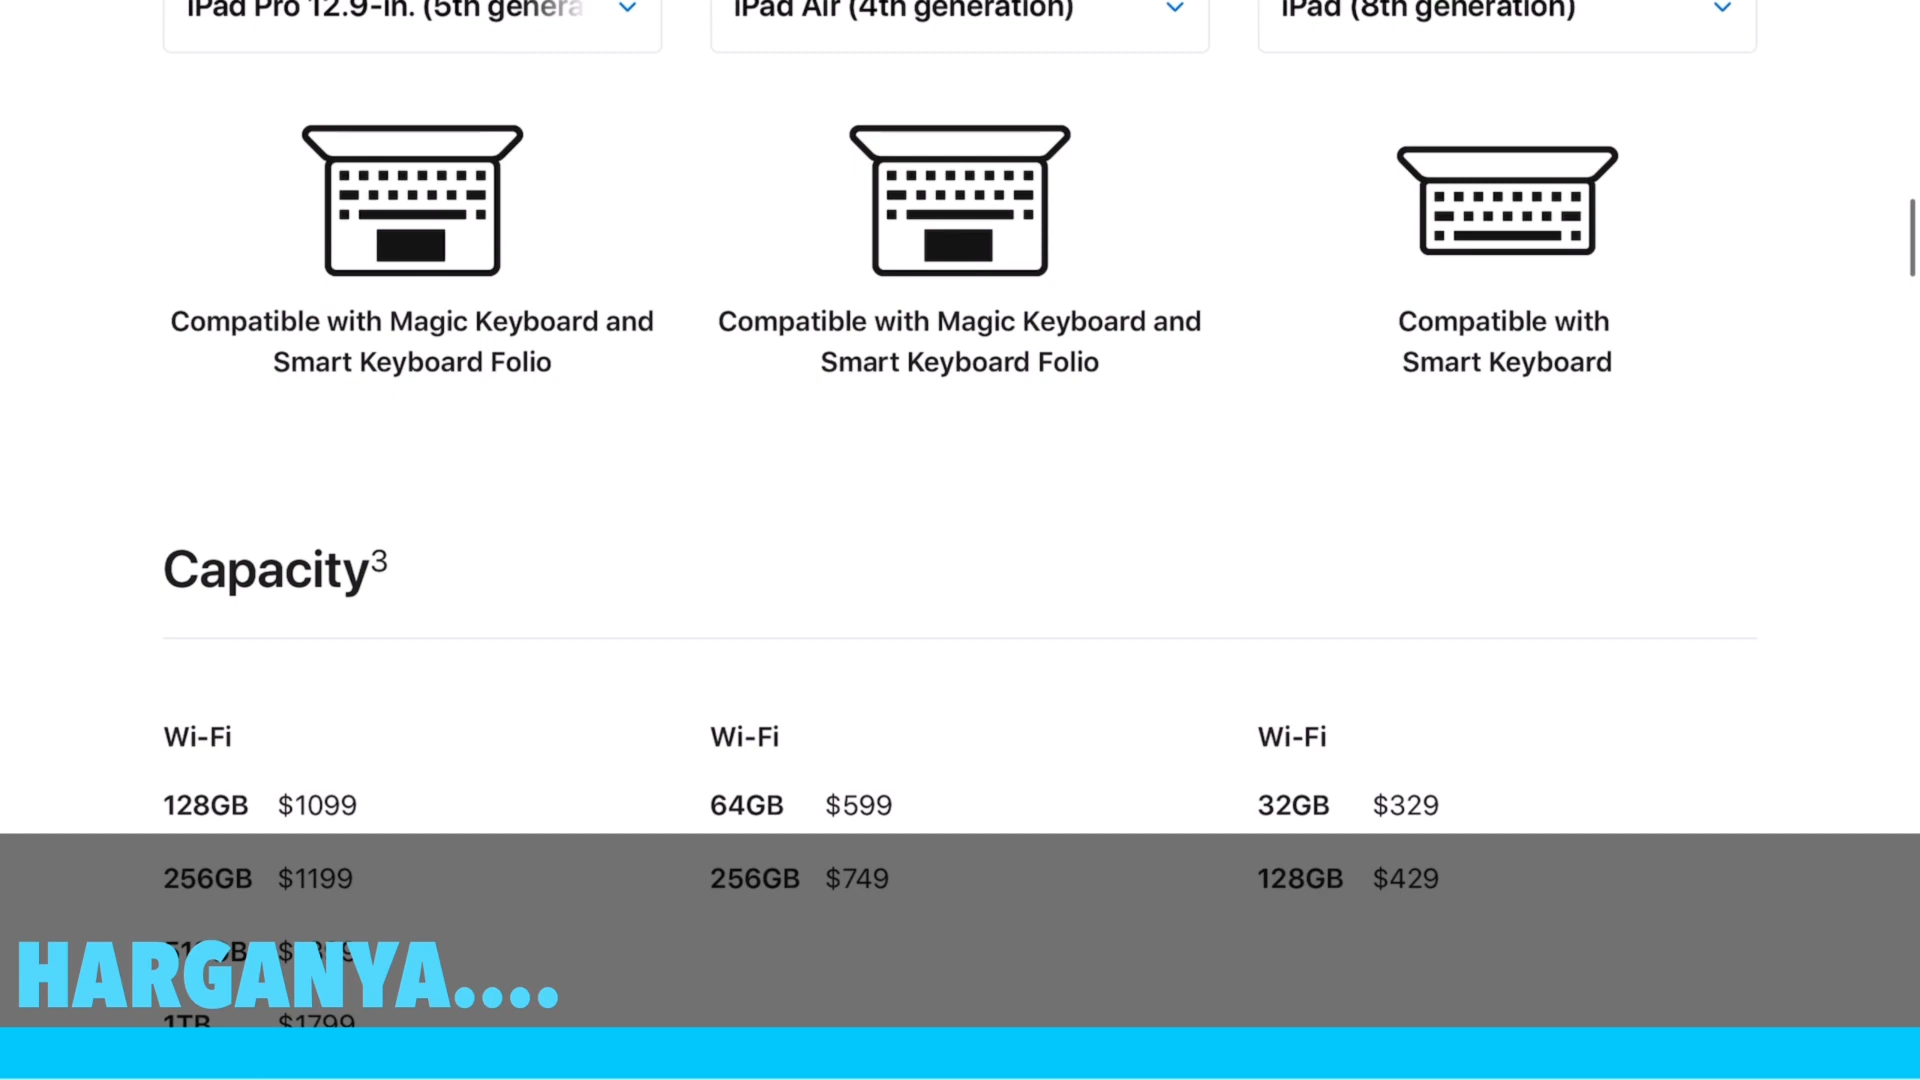 iPad Pro 12.9-in. (5th genera
iPad Air (4th generation)
iPad (8th generation)
Compatible with Magic Keyboard and
Smart Keyboard Folio
Compatible with Magic Keyboard and
Smart Keyboard Folio
Compatible with
Smart Keyboard
Capacity3
Wi-Fi
128GB $1099
256GB $1199
1TB $1799
Wi-Fi
64GB $599
256GB $749
Wi-Fi
32GB $329
128GB $429
HARGANYA....